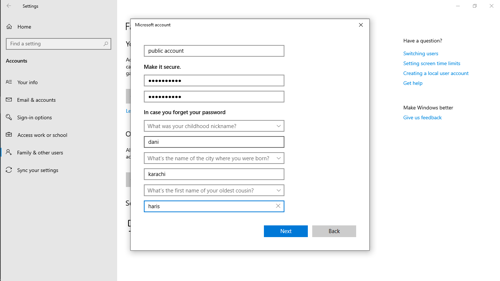 Settings
Home
Find a setting
Accounts
Your info
Email & accounts
Sign-in options
Access work or school
Family & other users
Sync your settings
Microsoft account
public account
Make it secure.
●●●●●●●●●●
●●●●●●●●●●
In case you forget your password
What was your childhood nickname?
dani
What's the name of the city where you were born?
karachi
What's the first name of your oldest cousin?
haris
Next
Back
Have a question?
Switching users
Setting screen time limits
Creating a local user account
Get help
Make Windows better
Give us feedback